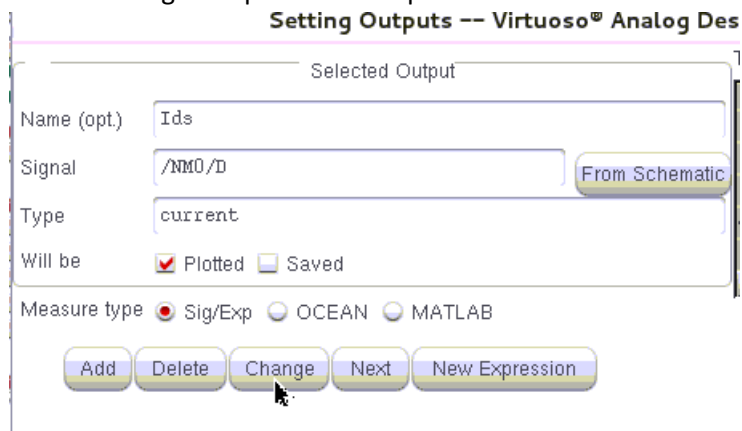 Setting Outputs -- Virtuoso® Analog Des
Selected Output
Name (opt.) Ids
Signal /NM0/D From Schematic
Type current
Will be Plotted Saved
Measure type Sig/Exp OCEAN MATLAB
Add Delete Change Next New Expression